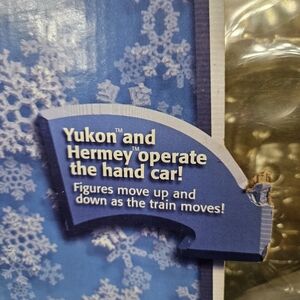 Yukon™ and
Hermey™ operate
the hand car!
Figures move up and
down as the train moves!